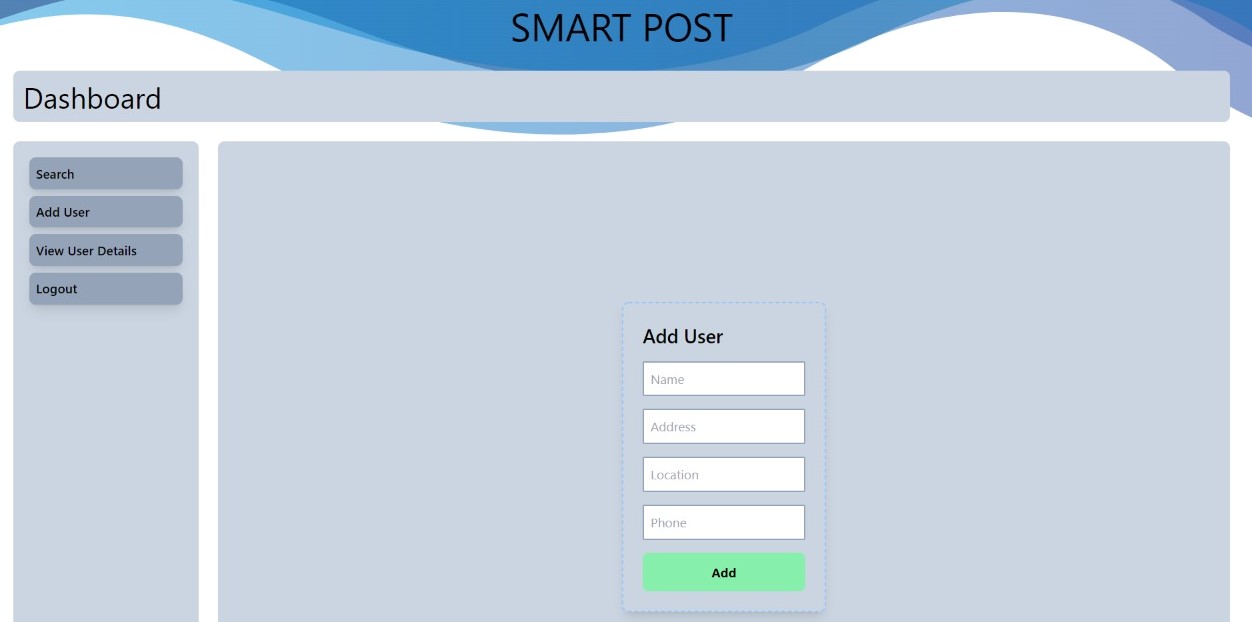 SMART POST
Dashboard
Search
Add User
View User Details
Logout
Add User
Name
Address
Location
Phone
Add